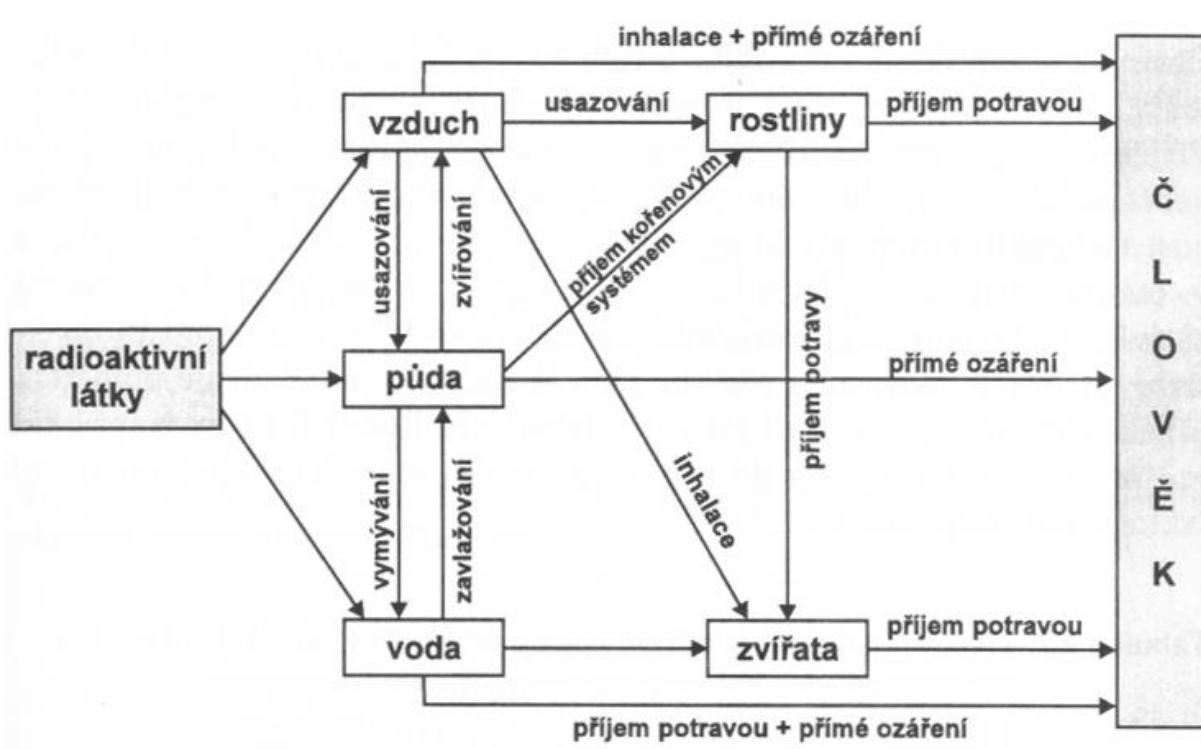 inhalace + přímé ozáření
vzduch
usazování
rostliny
příjem potravou
usazování
zvířování
příjem kořenovým
systémem
příjem potravy
radioaktivní
látky
půda
přímé ozáření
inhalace
vymývání
zavlažování
voda
zvířata
příjem potravou
příjem potravou + přímé ozáření
Č
L
O
V
Ě
K